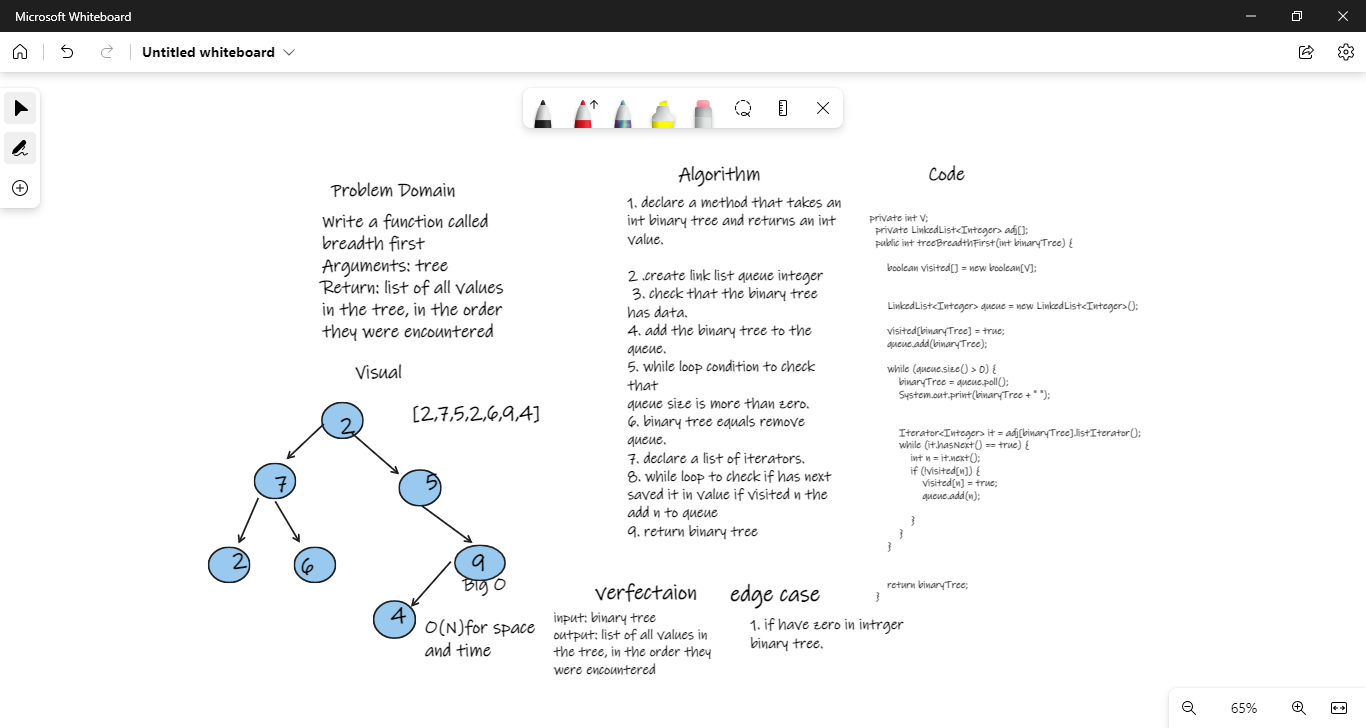 Microsoft Whiteboard
Untitled whiteboard
Problem Domain
Write a function called
breadth first
Arguments: tree
Return: list of all values
in the tree, in the order
they were encountered
Visual
[2,7,5,2,6,9,4]
2
7
5
2
6
9
4
Big O
O(N)for space
and time
Algorithm
1. declare a method that takes an
int binary tree and returns an int
value.
2 .create link list queue integer
3. check that the binary tree
has data.
4. add the binary tree to the
queue.
5. while loop condition to check
that
queue size is more than zero.
6. binary tree equals remove
queue.
7. declare a list of iterators.
8. while loop to check if has next
saved it in value if visited n the
add n to queue
9. return binary tree
verfectaion
input: binary tree
output: list of all values in
the tree, in the order they
were encountered
edge case
1. if have zero in intrger
binary tree.
Code
private int V;
private LinkedList<Integer> adj[];
public int treeBreadthFirst(int binaryTree) {
boolean visited[] = new boolean[V];
LinkedList<Integer> queue = new LinkedList<Integer>();
visited[binaryTree] = true;
queue.add(binaryTree);
while (queue.size() > 0) {
binaryTree = queue.poll();
System.out.print(binaryTree + " ");
Iterator<Integer> it = adj[binaryTree].listIterator();
while (it.hasNext() == true) {
int n = it.next();
if (!visited[n]) {
visited[n] = true;
queue.add(n);
}
}
}
return binaryTree;
}
65%